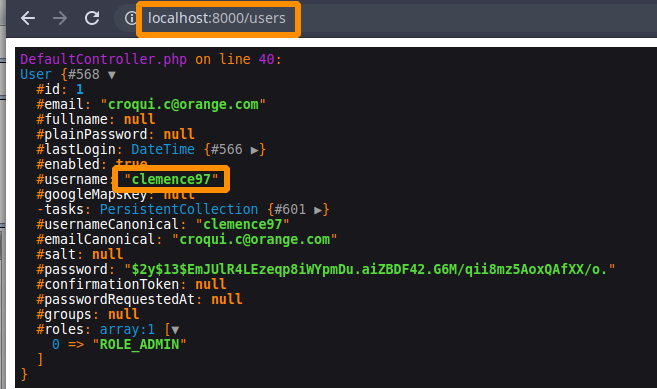 localhost:8000/users
DefaultController.php on line 40:
User {#568 ▼
#id: 1
#email: "croqui.c@orange.com"
#fullname: null
#plainPassword: null
#lastLogin: DateTime {#566 ▶}
#enabled: true
#username: "clemence97"
#googleMapsKey: null
-tasks: PersistentCollection {#601 ▶}
#usernameCanonical: "clemence97"
#emailCanonical: "croqui.c@orange.com"
#salt: null
#password: "$2y$13$EmJUlR4LEzeqp8iWYpmDu.aiZBDF42.G6M/qii8mz5AoxQAfXX/o."
#confirmationToken: null
#passwordRequestedAt: null
#groups: null
#roles: array:1 [▼
0 => "ROLE_ADMIN"
]
}